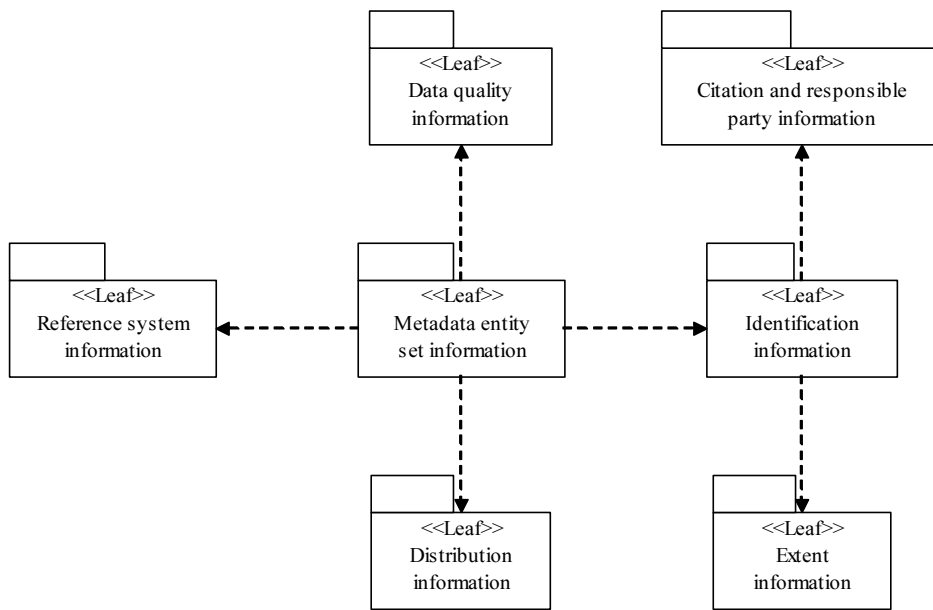 <<Leaf>>
Data quality
information
<<Leaf>>
Citation and responsible
party information
<<Leaf>>
Reference system
information
<<Leaf>>
Metadata entity
set information
<<Leaf>>
Identification
information
<<Leaf>>
Distribution
information
<<Leaf>>
Extent
information